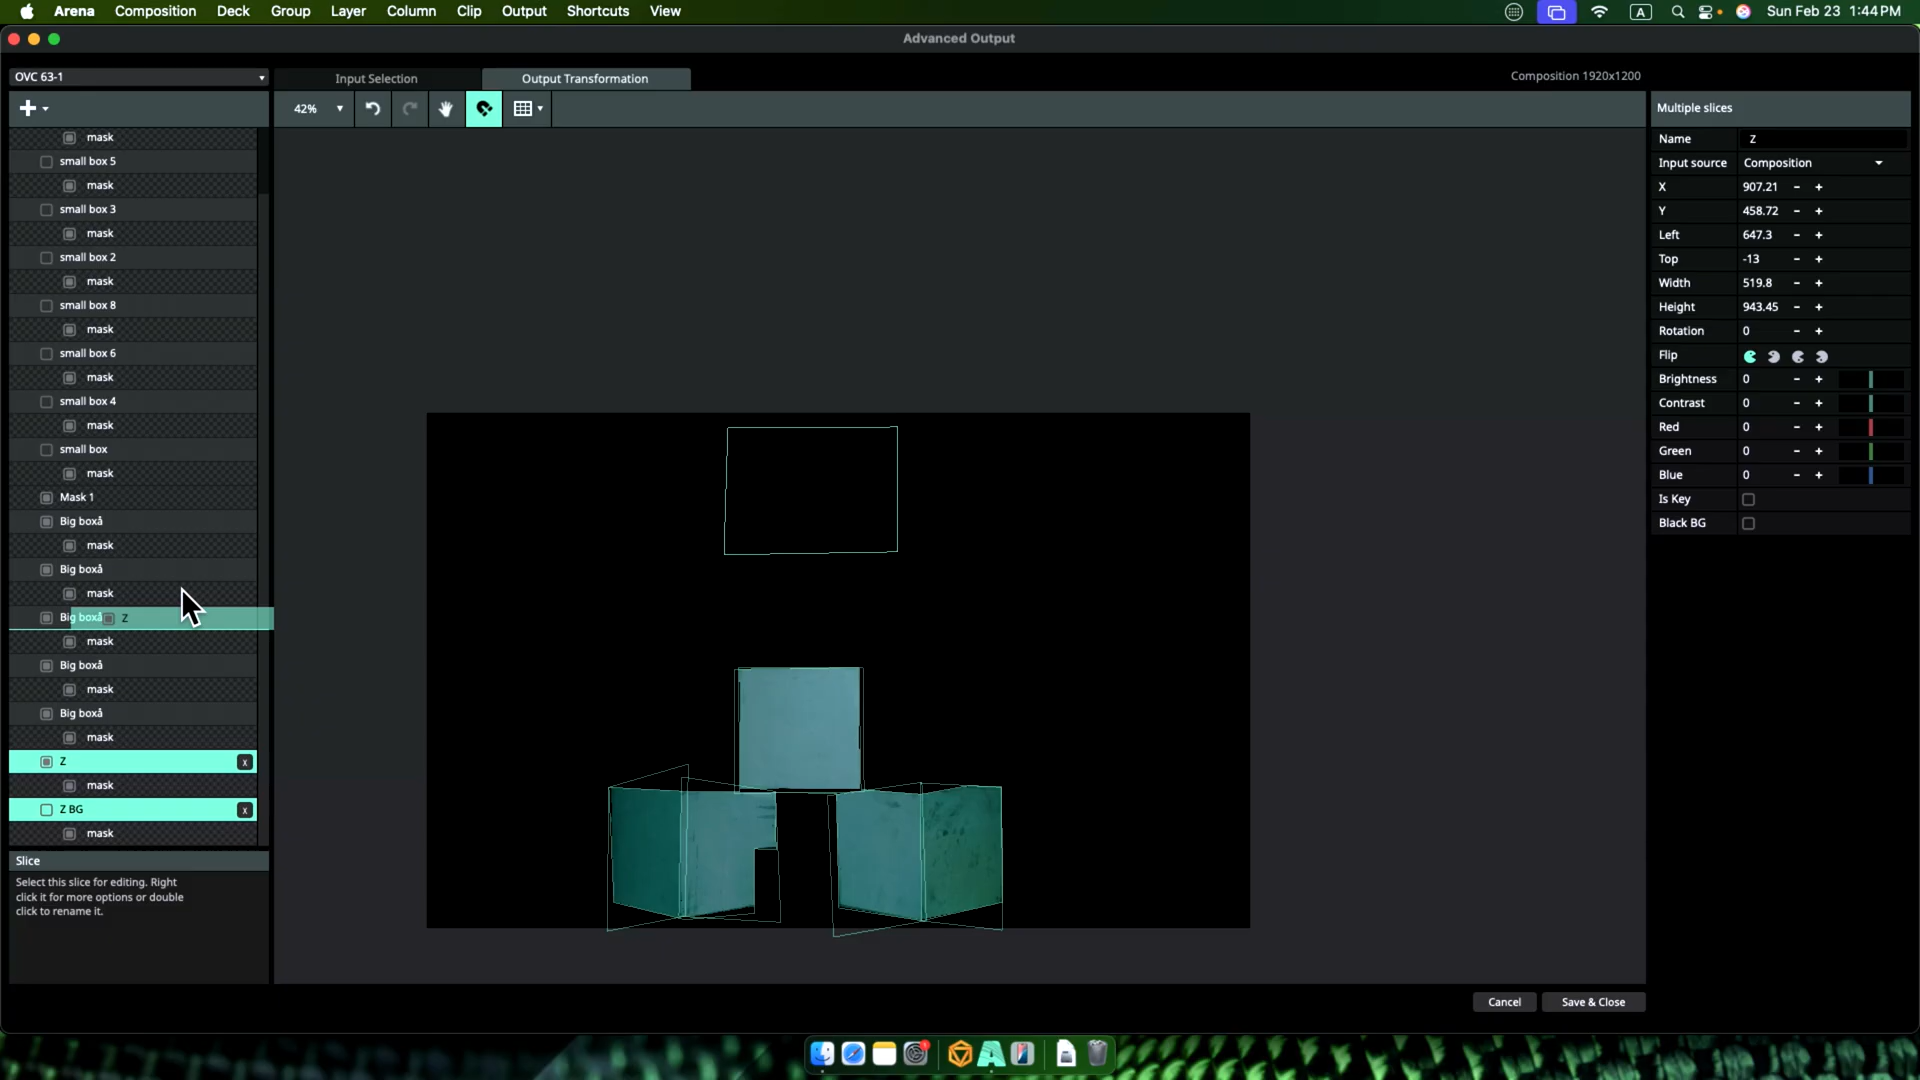 Arena Composition Deck Group Layer Column Clip Output Shortcuts View
A Sun Feb 23 1:44 PM
Advanced Output
OVC 63-1
Input Selection Output Transformation
Composition 1920x1200
42%
mask
small box 5
mask
small box 3
mask
small box 2
mask
small box 8
mask
small box 6
mask
small box 4
mask
small box
mask
Mask 1
Big boxå
mask
Big boxå
mask
Big boxå Z
mask
Big boxå
mask
Big boxå
mask
Z x
mask
Z BG x
mask
Slice
Select this slice for editing. Right
click it for more options or double
click to rename it.
Multiple slices
Name Z
Input source Composition
X 907.21 - +
Y 458.72 - +
Left 647.3 - +
Top -13 - +
Width 519.8 - +
Height 943.45 - +
Rotation 0 - +
Flip
Brightness 0 - +
Contrast 0 - +
Red 0 - +
Green 0 - +
Blue 0 - +
Is Key
Black BG
Cancel Save & Close